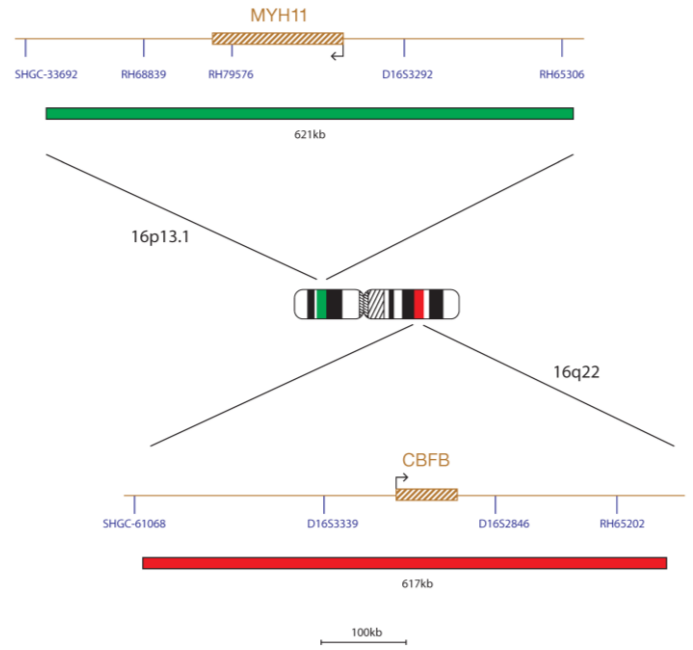 MYH11
SHGC-33692 RH68839 RH79576 D16S3292 RH65306
621kb
16p13.1
16q22
CBFB
SHGC-61068 D16S3339 D16S2846 RH65202
617kb
100kb